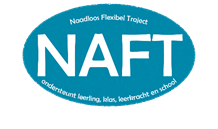 Naadloos Flexibel Traject
NAFT
ondersteunt leerling, klas, leerkracht en school